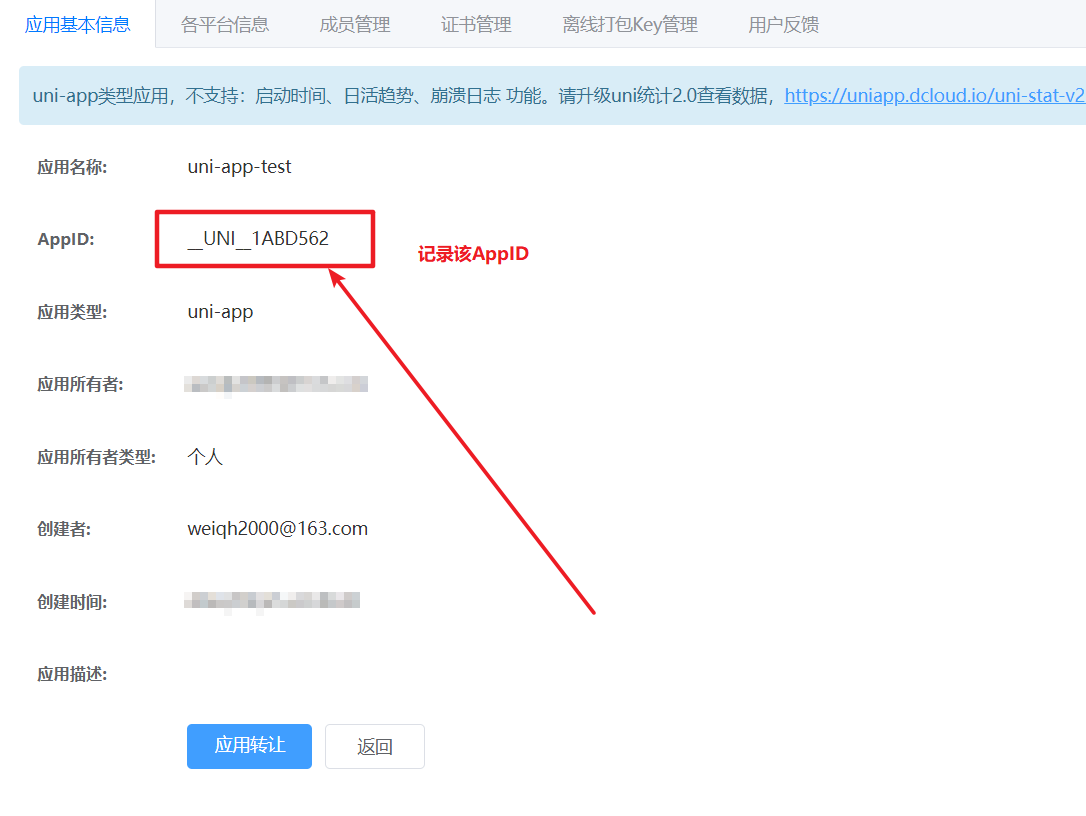 应用基本信息 各平台信息 成员管理 证书管理 离线打包Key管理 用户反馈
uni-app类型应用，不支持：启动时间、日活趋势、崩溃日志 功能。请升级uni统计2.0查看数据，https://uniapp.dcloud.io/uni-stat-v2
应用名称: uni-app-test
AppID: __UNI__1ABD562
记录该AppID
应用类型: uni-app
应用所有者:
应用所有者类型: 个人
创建者: weiqh2000@163.com
创建时间:
应用描述:
应用转让 返回